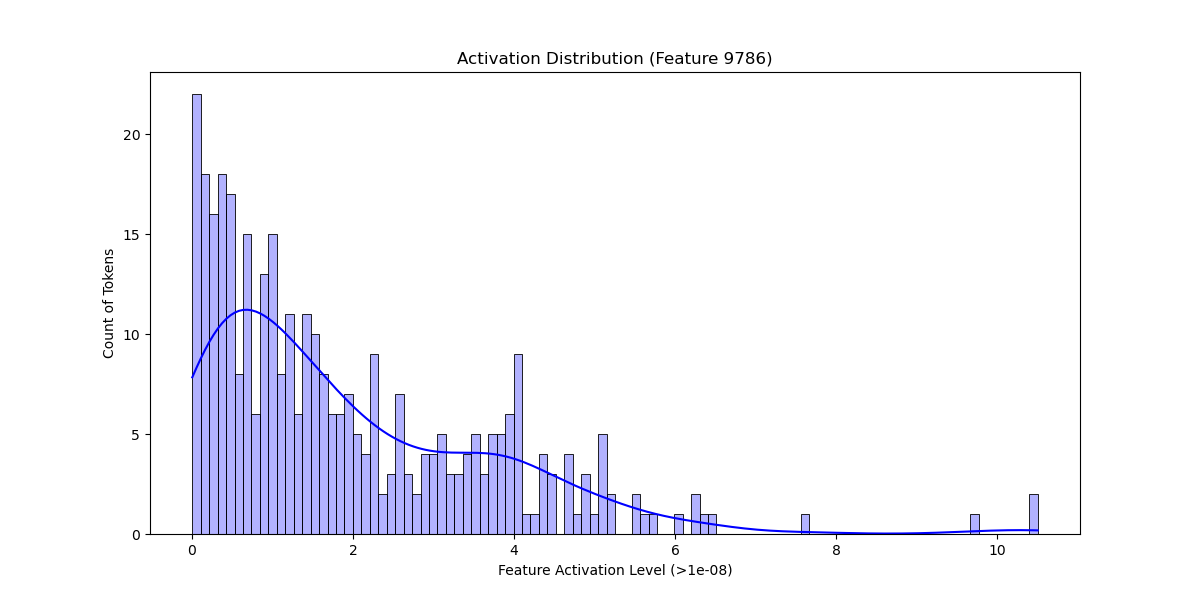 Activation Distribution (Feature 9786)
Count of Tokens
20
15
10
5
0
0 2 4 6 8 10
Feature Activation Level (>1e-08)